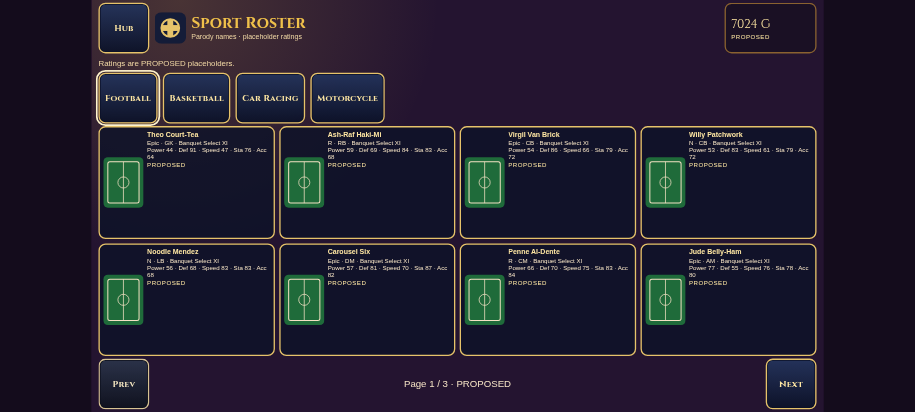 HUB
SPORT ROSTER
Parody names · placeholder ratings
7024 G
PROPOSED
Ratings are PROPOSED placeholders.
FOOTBALL
BASKETBALL
CAR RACING
MOTORCYCLE
Theo Court-Tea
Epic · GK · Banquet Select XI
Power 44 · Def 91 · Speed 47 · Sta 76 · Acc
64
PROPOSED
Ash-Raf Haki-Mi
R · RB · Banquet Select XI
Power 59 · Def 69 · Speed 84 · Sta 83 · Acc
68
PROPOSED
Virgil Van Brick
Epic · CB · Banquet Select XI
Power 54 · Def 86 · Speed 66 · Sta 79 · Acc
72
PROPOSED
Willy Patchwork
N · CB · Banquet Select XI
Power 53 · Def 83 · Speed 61 · Sta 79 · Acc
72
PROPOSED
Noodle Mendez
N · LB · Banquet Select XI
Power 56 · Def 68 · Speed 83 · Sta 83 · Acc
68
PROPOSED
Carousel Six
Epic · DM · Banquet Select XI
Power 57 · Def 81 · Speed 70 · Sta 87 · Acc
82
PROPOSED
Penne Al-Dente
R · CM · Banquet Select XI
Power 66 · Def 70 · Speed 75 · Sta 83 · Acc
84
PROPOSED
Jude Belly-Ham
Epic · AM · Banquet Select XI
Power 77 · Def 55 · Speed 76 · Sta 78 · Acc
80
PROPOSED
PREV
Page 1 / 3 · PROPOSED
NEXT